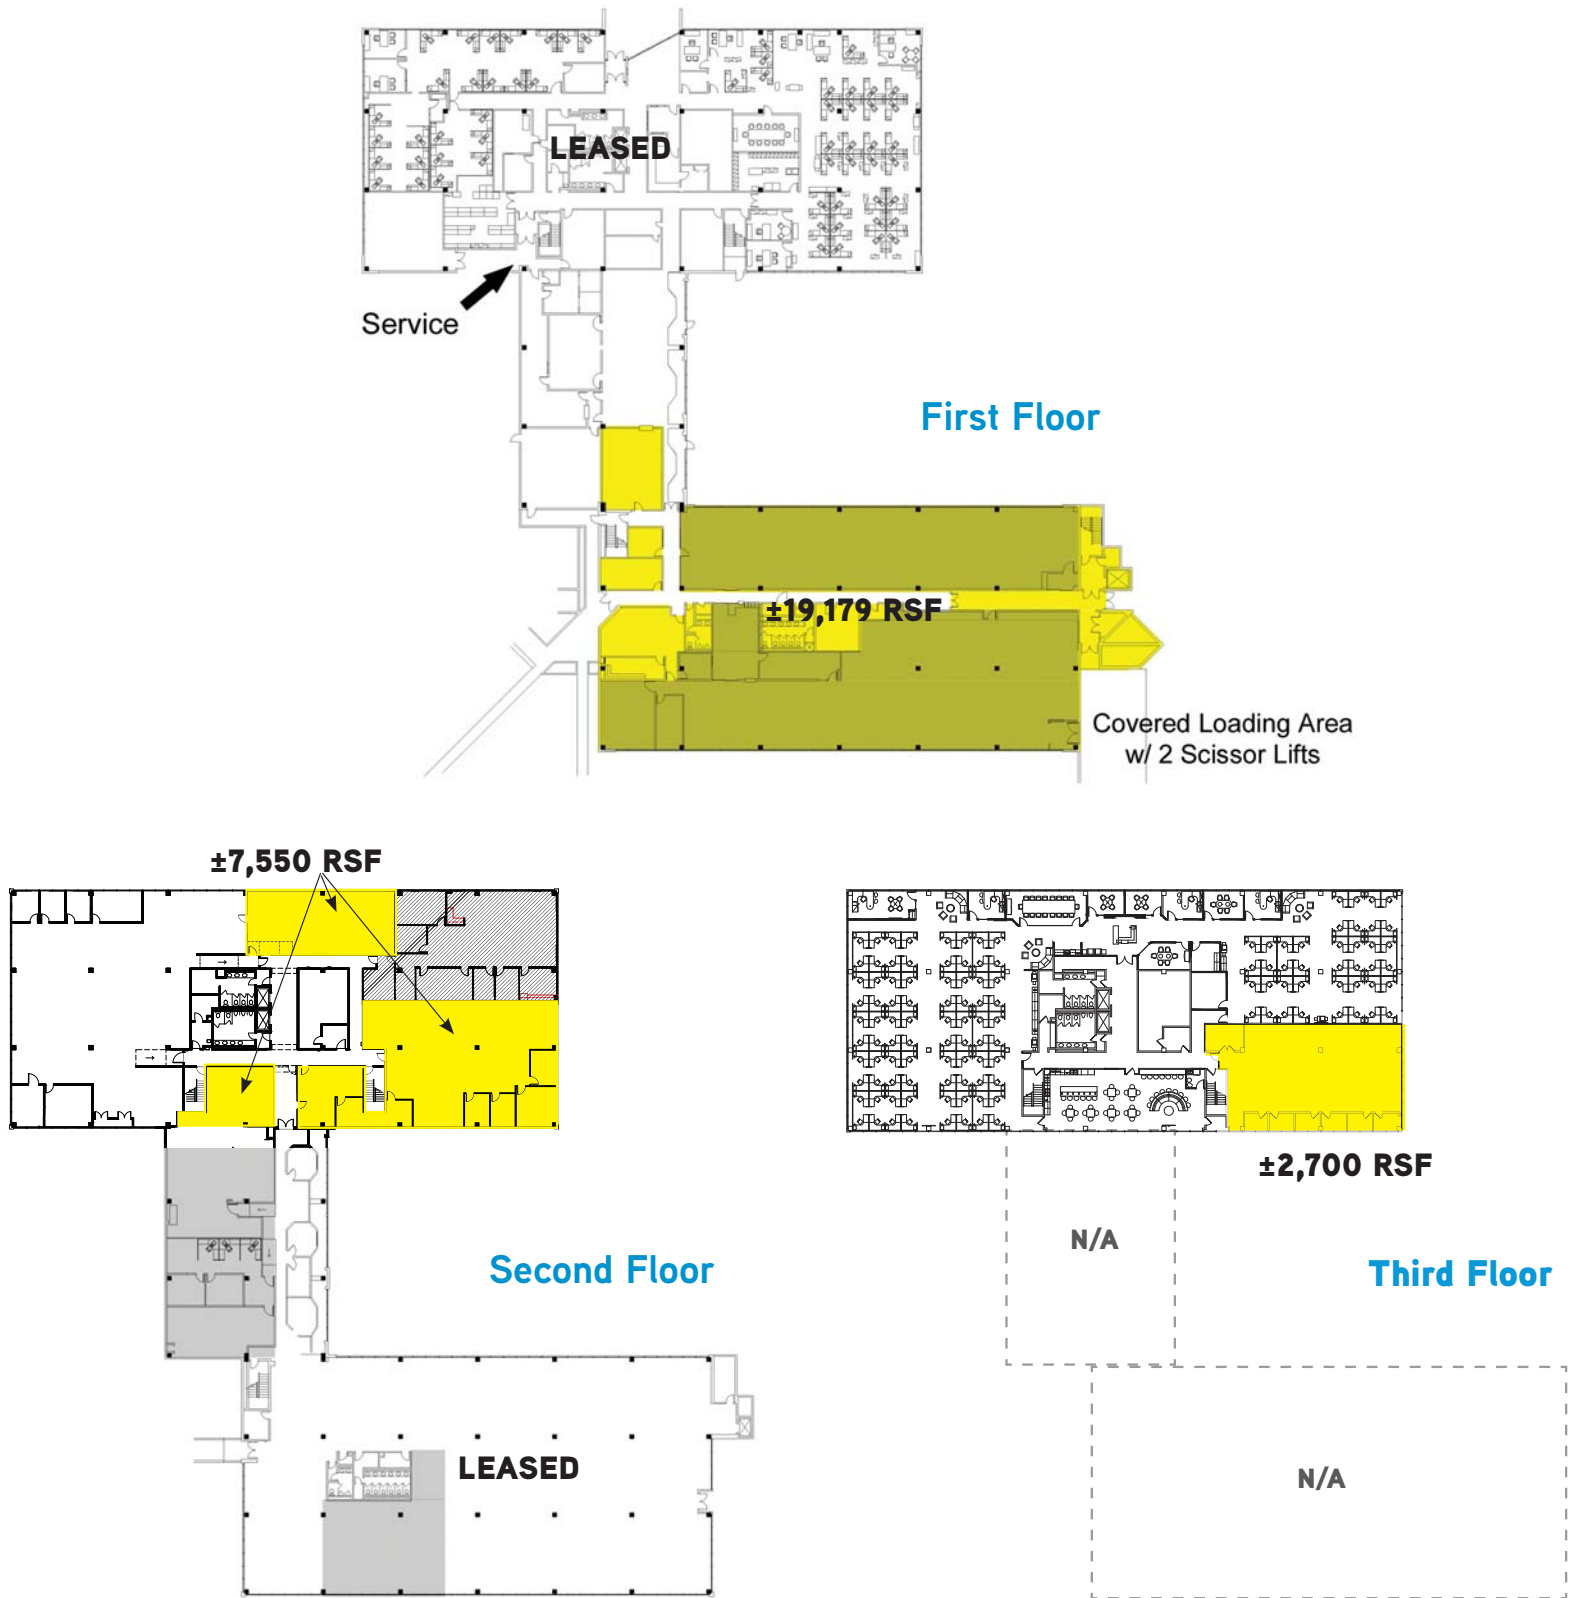 LEASED
Service
First Floor
±19,179 RSF
Covered Loading Area
w/ 2 Scissor Lifts
±7,550 RSF
±2,700 RSF
N/A
Second Floor
Third Floor
LEASED
N/A